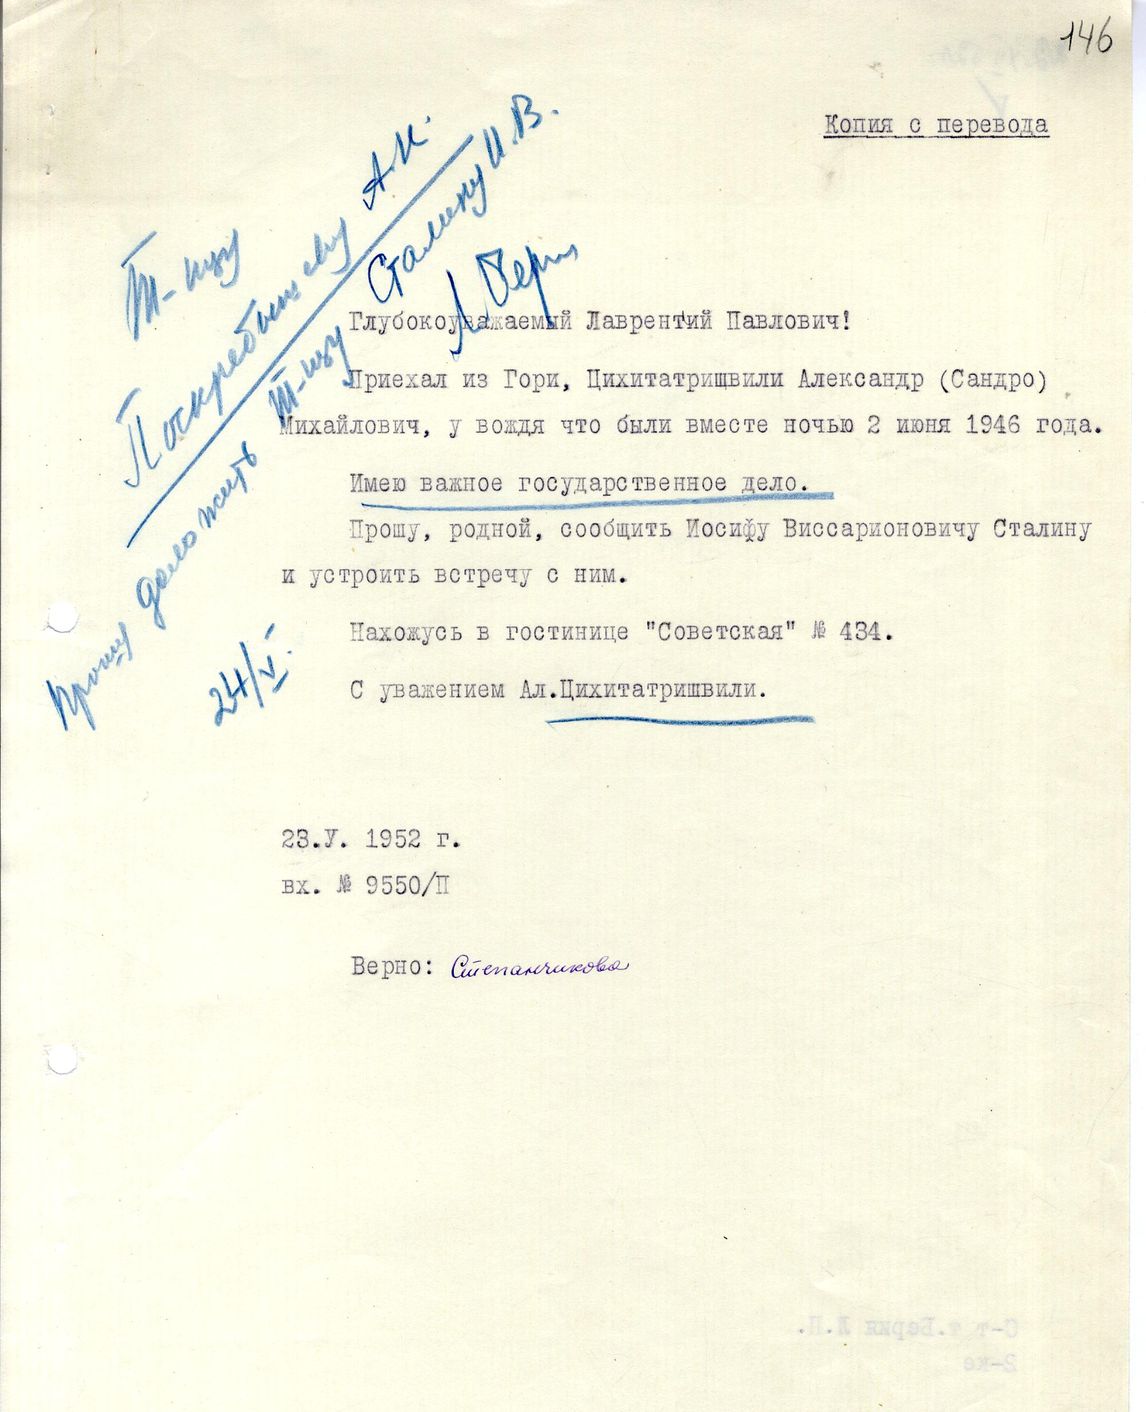 146
Копия с перевода
Т-щу
Поскребышеву А.Н.
Прошу доложить Т-щу Сталину И.В.
Л. Берия
24/V.
Глубокоуважаемый Лаврентий Павлович!
Приехал из Гори, Цихитатришвили Александр (Сандро)
Михайлович, у вождя что были вместе ночью 2 июня 1946 года.
Имею важное государственное дело.
Прошу, родной, сообщить Иосифу Виссарионовичу Сталину
и устроить встречу с ним.
Нахожусь в гостинице "Советская" № 434.
С уважением Ал.Цихитатришвили.
23.У. 1952 г.
вх. № 9550/П
Верно: Степанчикова
С-т т.Берия Л.П.
2-ке